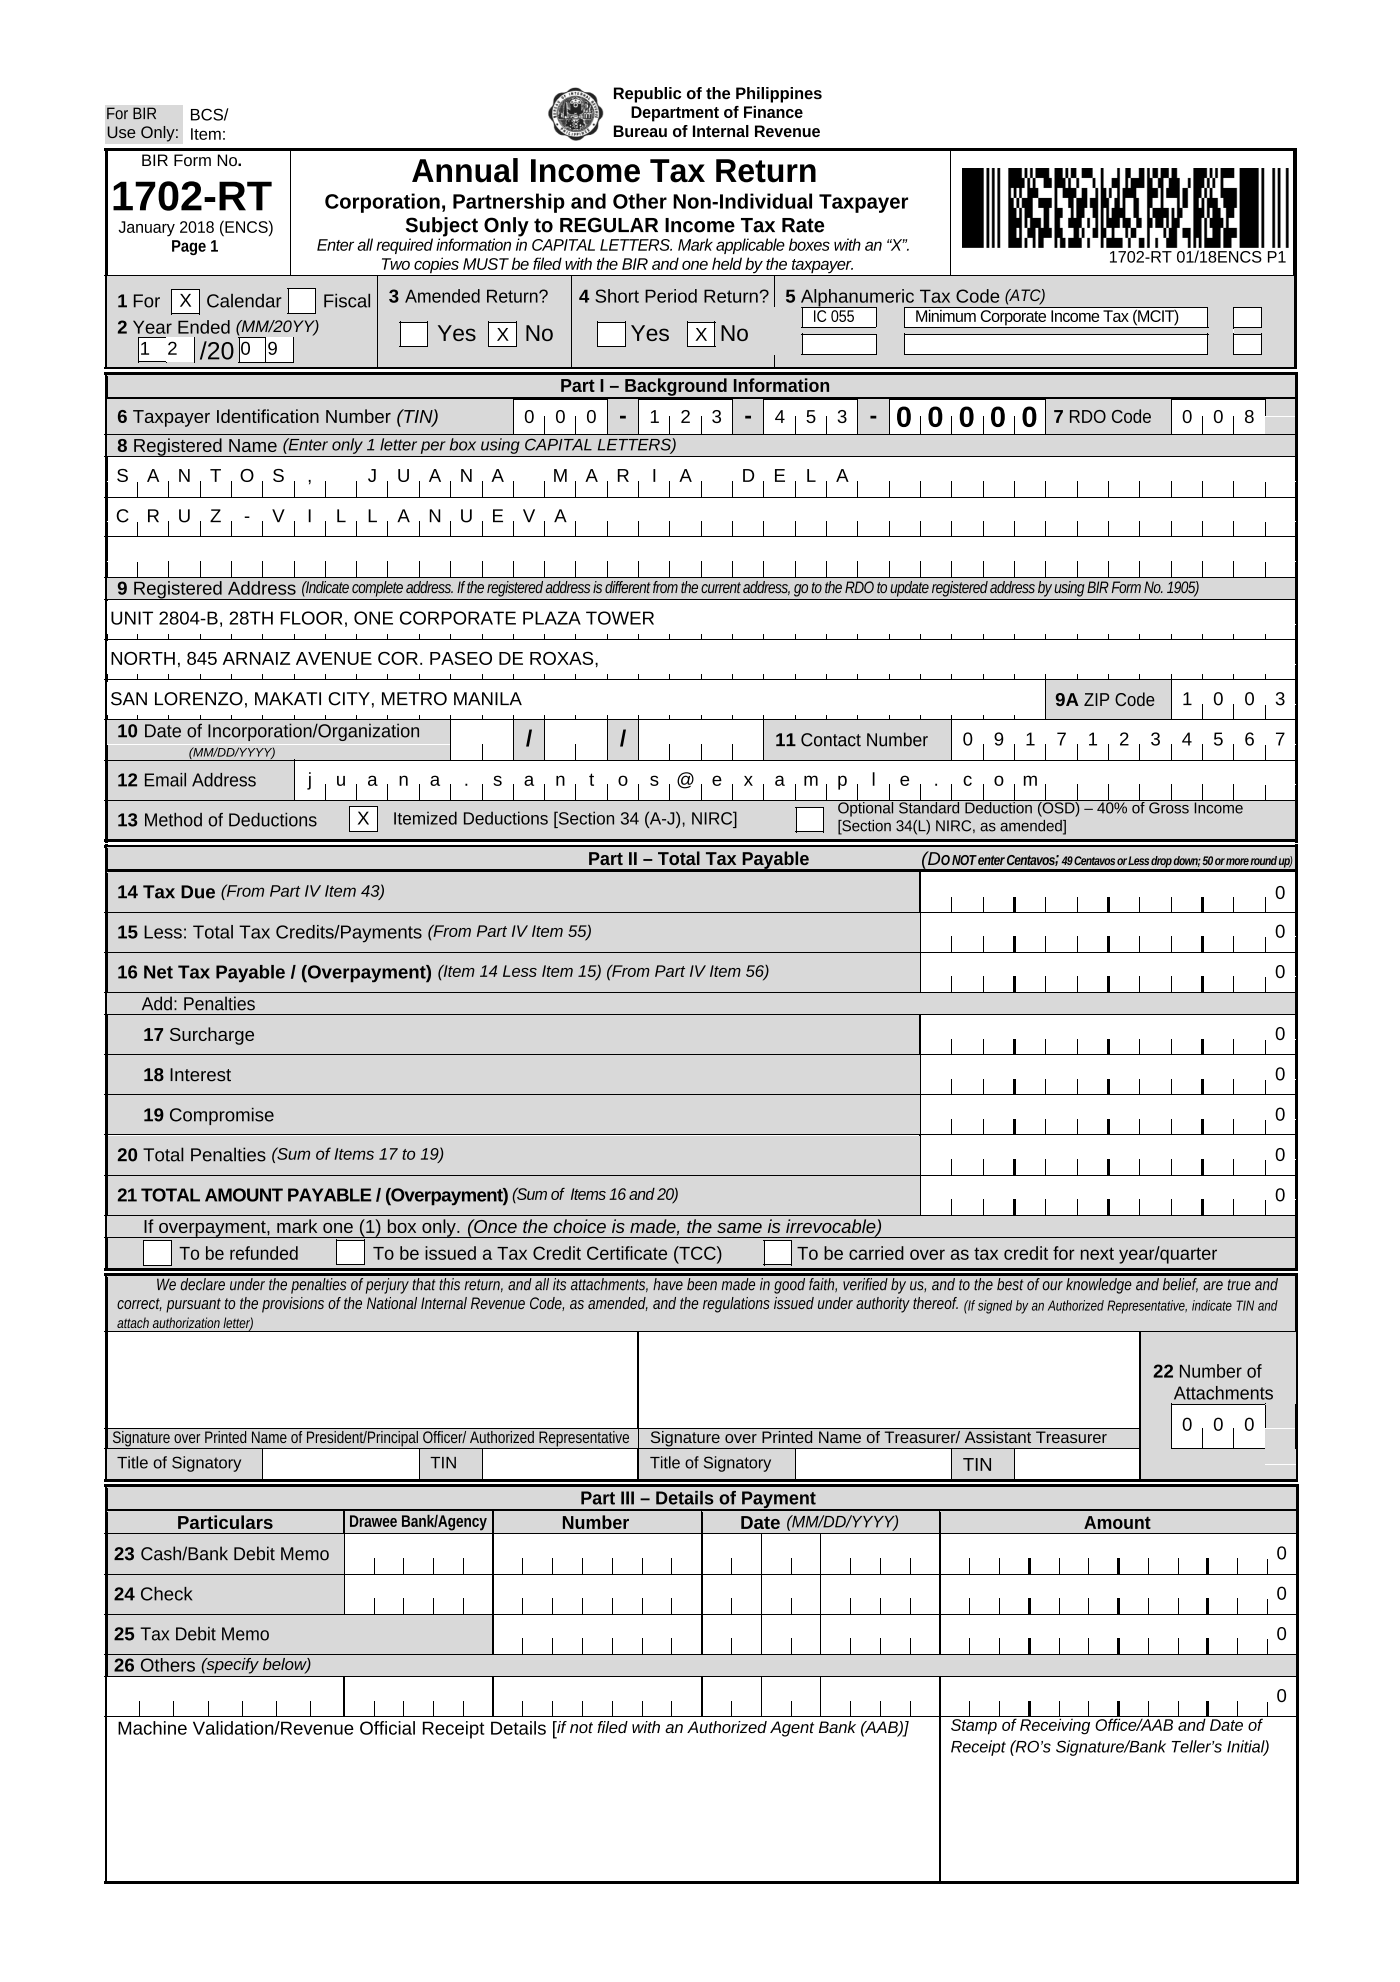 For BIR
Use Only:
BCS/
Item:
Republic of the Philippines
Department of Finance
Bureau of Internal Revenue
BIR Form No.
1702-RT
January 2018 (ENCS)
Page 1
Annual Income Tax Return
Corporation, Partnership and Other Non-Individual Taxpayer
Subject Only to REGULAR Income Tax Rate
Enter all required information in CAPITAL LETTERS. Mark applicable boxes with an “X”.
Two copies MUST be filed with the BIR and one held by the taxpayer.
1702-RT 01/18ENCS P1
1 For X Calendar Fiscal
2 Year Ended (MM/20YY)
1 2 /20 0 9
3 Amended Return?
Yes X No
4 Short Period Return?
Yes X No
5 Alphanumeric Tax Code (ATC)
IC 055 Minimum Corporate Income Tax (MCIT)
Part I – Background Information
6 Taxpayer Identification Number (TIN) 0 0 0 - 1 2 3 - 4 5 3 - 0 0 0 0 0 7 RDO Code 0 0 8
8 Registered Name (Enter only 1 letter per box using CAPITAL LETTERS)
SANTOS, JUANA MARIA DELA
CRUZ-VILLANUEVA
9 Registered Address (Indicate complete address. If the registered address is different from the current address, go to the RDO to update registered address by using BIR Form No. 1905)
UNIT 2804-B, 28TH FLOOR, ONE CORPORATE PLAZA TOWER
NORTH, 845 ARNAIZ AVENUE COR. PASEO DE ROXAS,
SAN LORENZO, MAKATI CITY, METRO MANILA 9A ZIP Code 1 0 0 3
10 Date of Incorporation/Organization
(MM/DD/YYYY)
/ /
11 Contact Number 0 9 1 7 1 2 3 4 5 6 7
12 Email Address juana.santos@example.com
13 Method of Deductions X Itemized Deductions [Section 34 (A-J), NIRC]
Optional Standard Deduction (OSD) – 40% of Gross Income
[Section 34(L) NIRC, as amended]
Part II – Total Tax Payable (Do NOT enter Centavos; 49 Centavos or Less drop down; 50 or more round up)
14 Tax Due (From Part IV Item 43) 0
15 Less: Total Tax Credits/Payments (From Part IV Item 55) 0
16 Net Tax Payable / (Overpayment) (Item 14 Less Item 15) (From Part IV Item 56) 0
Add: Penalties
17 Surcharge 0
18 Interest 0
19 Compromise 0
20 Total Penalties (Sum of Items 17 to 19) 0
21 TOTAL AMOUNT PAYABLE / (Overpayment) (Sum of Items 16 and 20) 0
If overpayment, mark one (1) box only. (Once the choice is made, the same is irrevocable)
To be refunded To be issued a Tax Credit Certificate (TCC) To be carried over as tax credit for next year/quarter
We declare under the penalties of perjury that this return, and all its attachments, have been made in good faith, verified by us, and to the best of our knowledge and belief, are true and
correct, pursuant to the provisions of the National Internal Revenue Code, as amended, and the regulations issued under authority thereof. (If signed by an Authorized Representative, indicate TIN and
attach authorization letter)
22 Number of
Attachments
0 0 0
Signature over Printed Name of President/Principal Officer/ Authorized Representative Signature over Printed Name of Treasurer/ Assistant Treasurer
Title of Signatory TIN Title of Signatory TIN
Part III – Details of Payment
Particulars Drawee Bank/Agency Number Date (MM/DD/YYYY) Amount
23 Cash/Bank Debit Memo 0
24 Check 0
25 Tax Debit Memo 0
26 Others (specify below)
0
Machine Validation/Revenue Official Receipt Details [if not filed with an Authorized Agent Bank (AAB)]
Stamp of Receiving Office/AAB and Date of
Receipt (RO’s Signature/Bank Teller’s Initial)